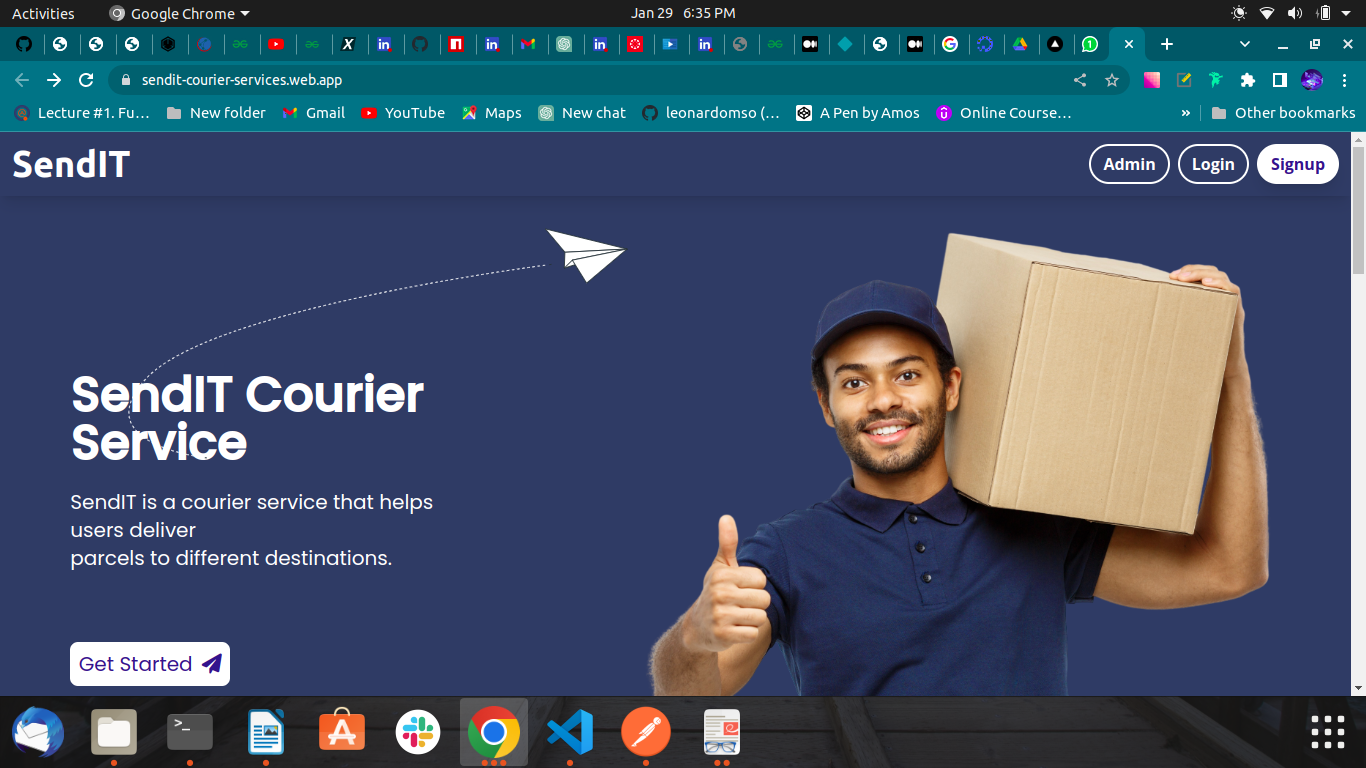 Activities
Google Chrome
Jan 29 6:35 PM
1
sendit-courier-services.web.app
Lecture #1. Fu…
New folder
Gmail
YouTube
Maps
New chat
leonardomso (…
A Pen by Amos
Online Course…
»
Other bookmarks
SendIT
Admin
Login
Signup
SendIT Courier
Service
SendIT is a courier service that helps
users deliver
parcels to different destinations.
Get Started